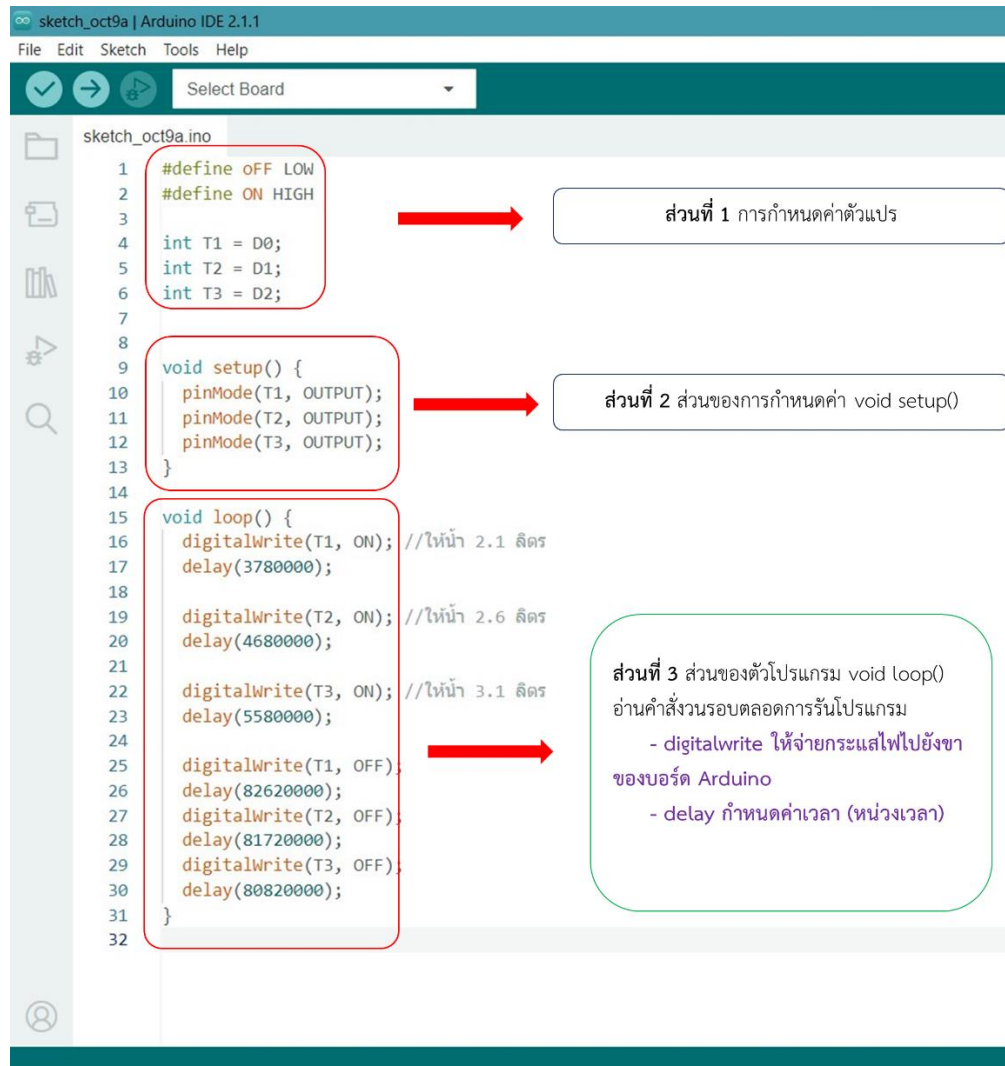 sketch_oct9a | Arduino IDE 2.1.1
File Edit Sketch Tools Help
Select Board
sketch_oct9a.ino
1 #define oFF LOW
2 #define ON HIGH
3
4 int T1 = D0;
5 int T2 = D1;
6 int T3 = D2;
7
8
9 void setup() {
10 pinMode(T1, OUTPUT);
11 pinMode(T2, OUTPUT);
12 pinMode(T3, OUTPUT);
13 }
14
15 void loop() {
16 digitalWrite(T1, ON); //ให้น้ำ 2.1 ลิตร
17 delay(3780000);
18
19 digitalWrite(T2, ON); //ให้น้ำ 2.6 ลิตร
20 delay(4680000);
21
22 digitalWrite(T3, ON); //ให้น้ำ 3.1 ลิตร
23 delay(5580000);
24
25 digitalWrite(T1, OFF);
26 delay(82620000);
27 digitalWrite(T2, OFF);
28 delay(81720000);
29 digitalWrite(T3, OFF);
30 delay(80820000);
31 }
32
ส่วนที่ 1 การกำหนดค่าตัวแปร
ส่วนที่ 2 ส่วนของการกำหนดค่า void setup()
ส่วนที่ 3 ส่วนของตัวโปรแกรม void loop()
อ่านคำสั่งวนรอบตลอดการรันโปรแกรม
- digitalwrite ให้จ่ายกระแสไฟไปยังขา
ของบอร์ด Arduino
- delay กำหนดค่าเวลา (หน่วงเวลา)